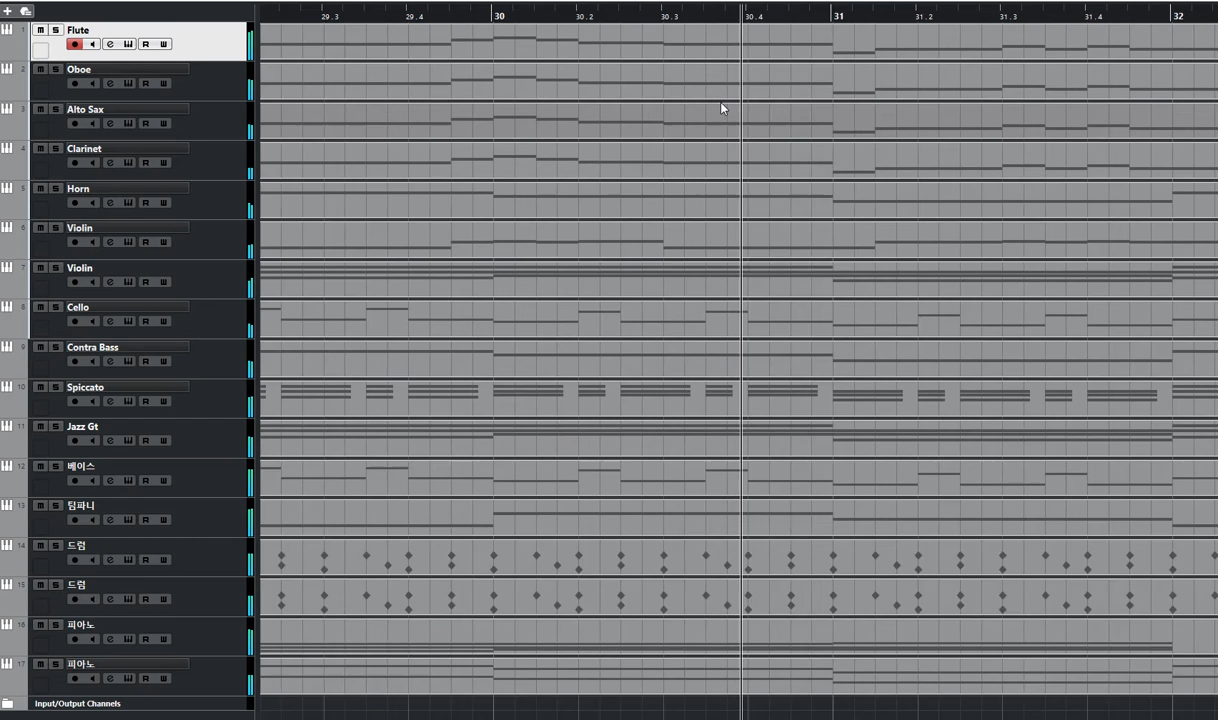 29.3 29.4 30 30.2 30.3 30.4 31 31.2 31.3 31.4 32
1 M S Flute
e R W
2 M S Oboe
e R W
3 M S Alto Sax
e R W
4 M S Clarinet
e R W
5 M S Horn
e R W
6 M S Violin
e R W
7 M S Violin
e R W
8 M S Cello
e R W
9 M S Contra Bass
e R W
10 M S Spiccato
e R W
11 M S Jazz Gt
e R W
12 M S 베이스
e R W
13 M S 팀파니
e R W
14 M S 드럼
e R W
15 M S 드럼
e R W
16 M S 피아노
e R W
17 M S 피아노
e R W
Input/Output Channels